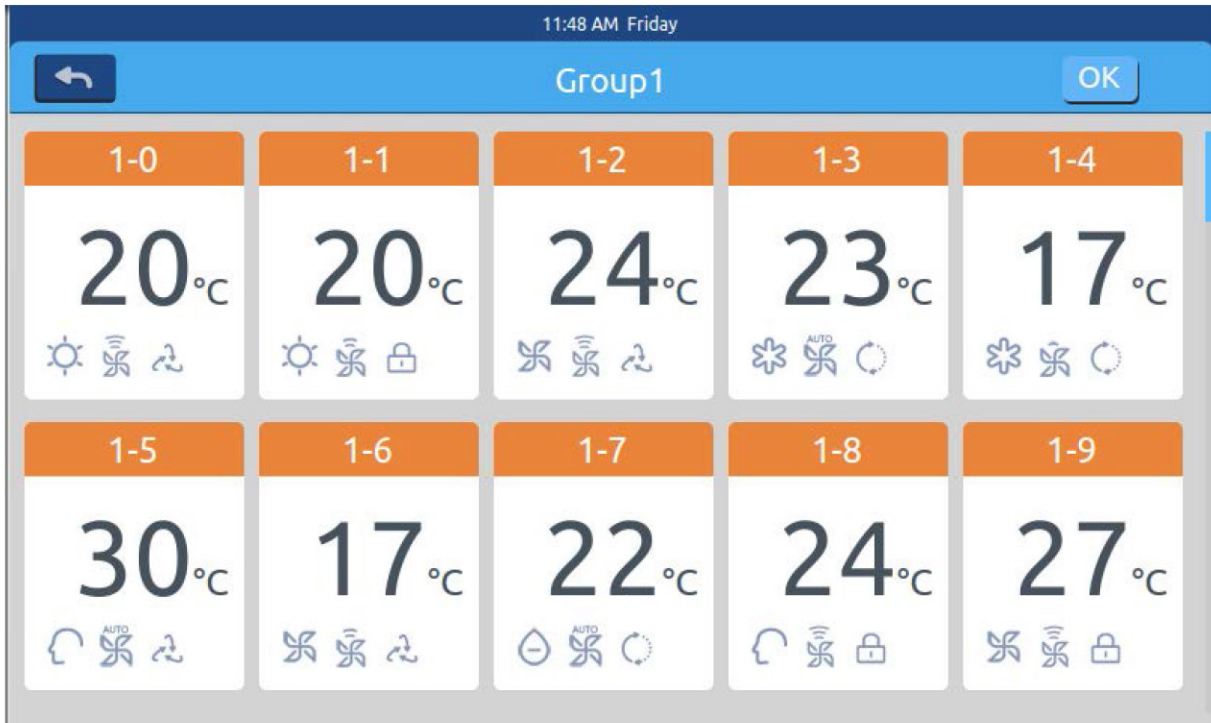 11:48 AM Friday
Group1
OK
1-0
1-1
1-2
1-3
1-4
20°C
20°C
24°C
23°C
17°C
AUTO
1-5
1-6
1-7
1-8
1-9
30°C
17°C
22°C
24°C
27°C
AUTO
AUTO